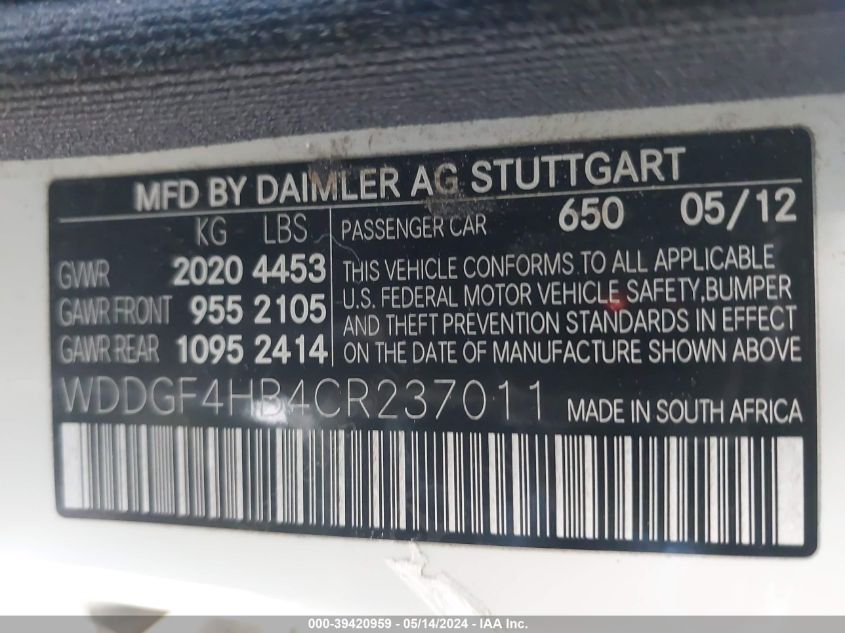 MFD BY DAIMLER AG STUTTGART
KG LBS
GVWR 2020 4453
GAWR FRONT 955 2105
GAWR REAR 1095 2414
PASSENGER CAR 650 05/12
THIS VEHICLE CONFORMS TO ALL APPLICABLE
U.S. FEDERAL MOTOR VEHICLE SAFETY,BUMPER
AND THEFT PREVENTION STANDARDS IN EFFECT
ON THE DATE OF MANUFACTURE SHOWN ABOVE
WDDGF4HB4CR237011 MADE IN SOUTH AFRICA
000-39420959 - 05/14/2024 - IAA Inc.